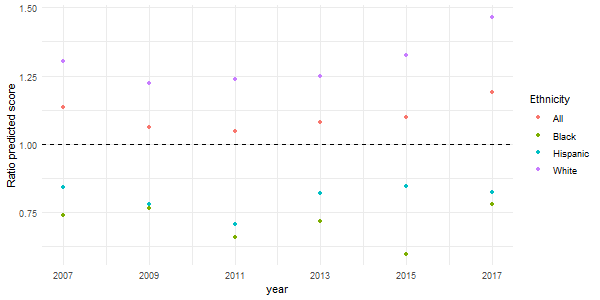 1.50
1.25
1.00
0.75
Ratio predicted score
2007 2009 2011 2013 2015 2017
year
Ethnicity
All
Black
Hispanic
White